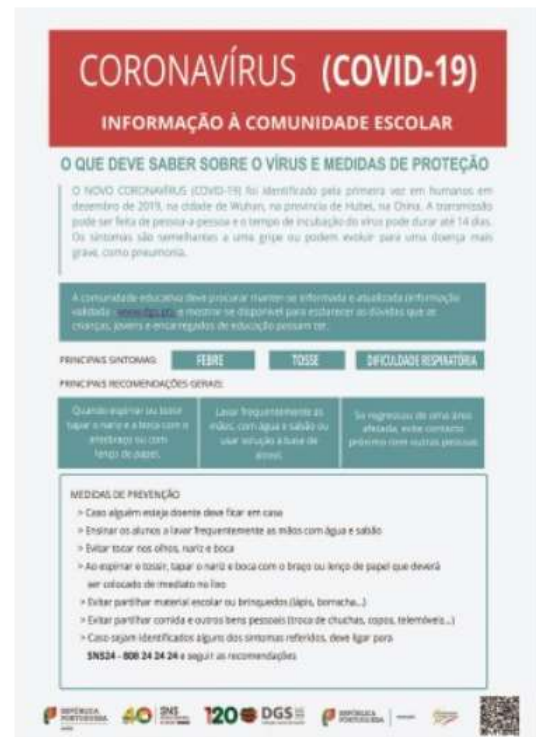 CORONAVÍRUS (COVID-19)
INFORMAÇÃO À COMUNIDADE ESCOLAR
O QUE DEVE SABER SOBRE O VÍRUS E MEDIDAS DE PROTEÇÃO
O NOVO CORONAVÍRUS (COVID-19) foi identificado pela primeira vez em humanos em
dezembro de 2019, na cidade de Wuhan, na província de Hubei, na China. A transmissão
pode ser feita de pessoa-a pessoa e o tempo de incubação do vírus pode durar até 14 dias.
Os sintomas são semelhantes a uma gripe ou podem evoluir para uma doença mais
grave, como pneumonia.
A comunidade educativa deve procurar manter-se informada e atualizada (informação
validada : www.dgs.pt), e mostrar-se disponível para esclarecer as dúvidas que as
crianças, jovens e encarregados de educação possam ter.
PRINCIPAIS SINTOMAS: FEBRE TOSSE DIFICULDADE RESPIRATÓRIA
PRINCIPAIS RECOMENDAÇÕES GERAIS:
Quando espirrar ou tossir
tapar o nariz e a boca com o
antebraço ou com
lenço de papel.
Lavar frequentemente as
mãos, com água e sabão ou
usar solução à base de
álcool.
Se regressou de uma área
afetada, evite contacto
próximo com outras pessoas
MEDIDAS DE PREVENÇÃO
> Caso alguém esteja doente deve ficar em casa
> Ensinar os alunos a lavar frequentemente as mãos com água e sabão
> Evitar tocar nos olhos, nariz e boca
> Ao espirrar e tossir, tapar o nariz e boca com o braço ou lenço de papel que deverá
ser colocado de imediato no lixo
> Evitar partilhar material escolar ou brinquedos (lápis, borracha...)
> Evitar partilhar comida e outros bens pessoais (troca de chuchas, copos, telemóveis...)
> Caso sejam identificados alguns dos sintomas referidos, deve ligar para
SNS24 - 808 24 24 24 e seguir as recomendações
REPÚBLICA PORTUGUESA 40 SNS 120 DGS REPÚBLICA PORTUGUESA